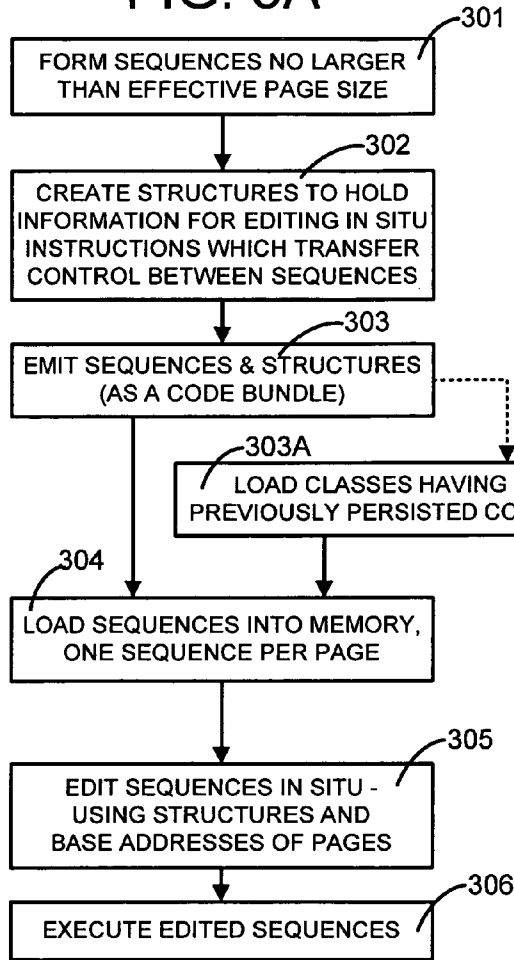 FIG. 3A
301
FORM SEQUENCES NO LARGER
THAN EFFECTIVE PAGE SIZE
302
CREATE STRUCTURES TO HOLD
INFORMATION FOR EDITING IN SITU
INSTRUCTIONS WHICH TRANSFER
CONTROL BETWEEN SEQUENCES
303
EMIT SEQUENCES & STRUCTURES
(AS A CODE BUNDLE)
303A
LOAD CLASSES HAVING
PREVIOUSLY PERSISTED
304
LOAD SEQUENCES INTO MEMORY,
ONE SEQUENCE PER PAGE
305
EDIT SEQUENCES IN SITU -
USING STRUCTURES AND
BASE ADDRESSES OF PAGES
306
EXECUTE EDITED SEQUENCES